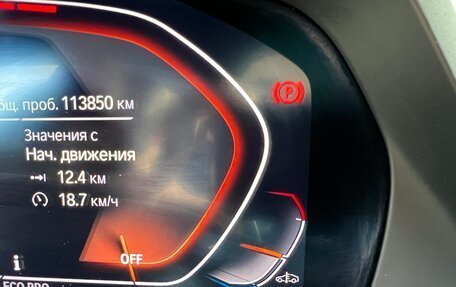 бщ. проб. 113850 км
Значения с
Нач. движения
12.4 км
18.7 км/ч
OFF
ECO PRO
P